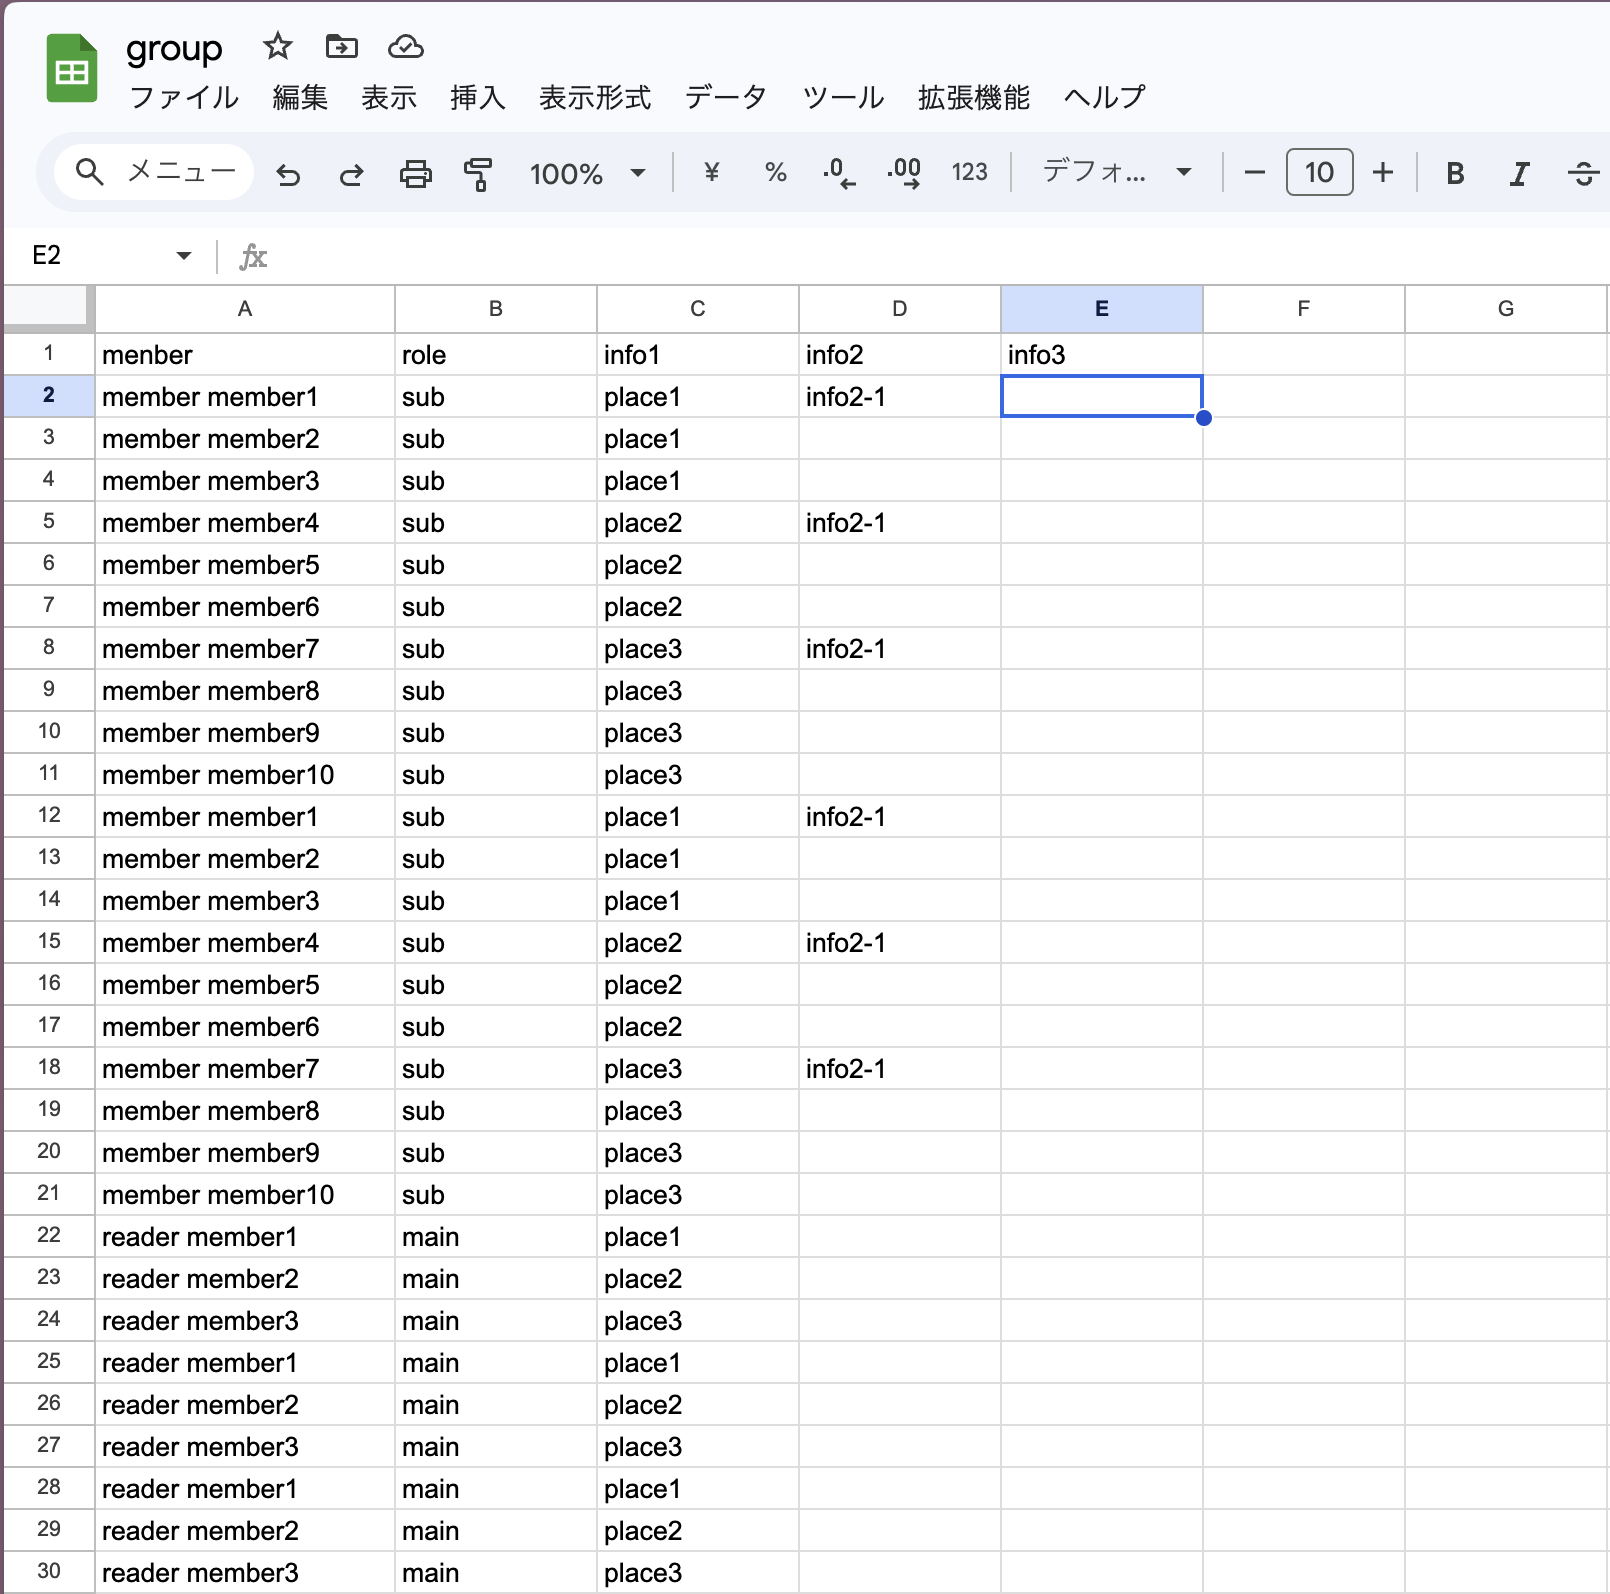 group
ファイル 編集 表示 挿入 表示形式 データ ツール 拡張機能 ヘルプ
メニュー 100% ¥ % .0 .00 123 デフォ... 10 B I S
E2 fx
A B C D E F G
1 menber role info1 info2 info3
2 member member1 sub place1 info2-1
3 member member2 sub place1
4 member member3 sub place1
5 member member4 sub place2 info2-1
6 member member5 sub place2
7 member member6 sub place2
8 member member7 sub place3 info2-1
9 member member8 sub place3
10 member member9 sub place3
11 member member10 sub place3
12 member member1 sub place1 info2-1
13 member member2 sub place1
14 member member3 sub place1
15 member member4 sub place2 info2-1
16 member member5 sub place2
17 member member6 sub place2
18 member member7 sub place3 info2-1
19 member member8 sub place3
20 member member9 sub place3
21 member member10 sub place3
22 reader member1 main place1
23 reader member2 main place2
24 reader member3 main place3
25 reader member1 main place1
26 reader member2 main place2
27 reader member3 main place3
28 reader member1 main place1
29 reader member2 main place2
30 reader member3 main place3